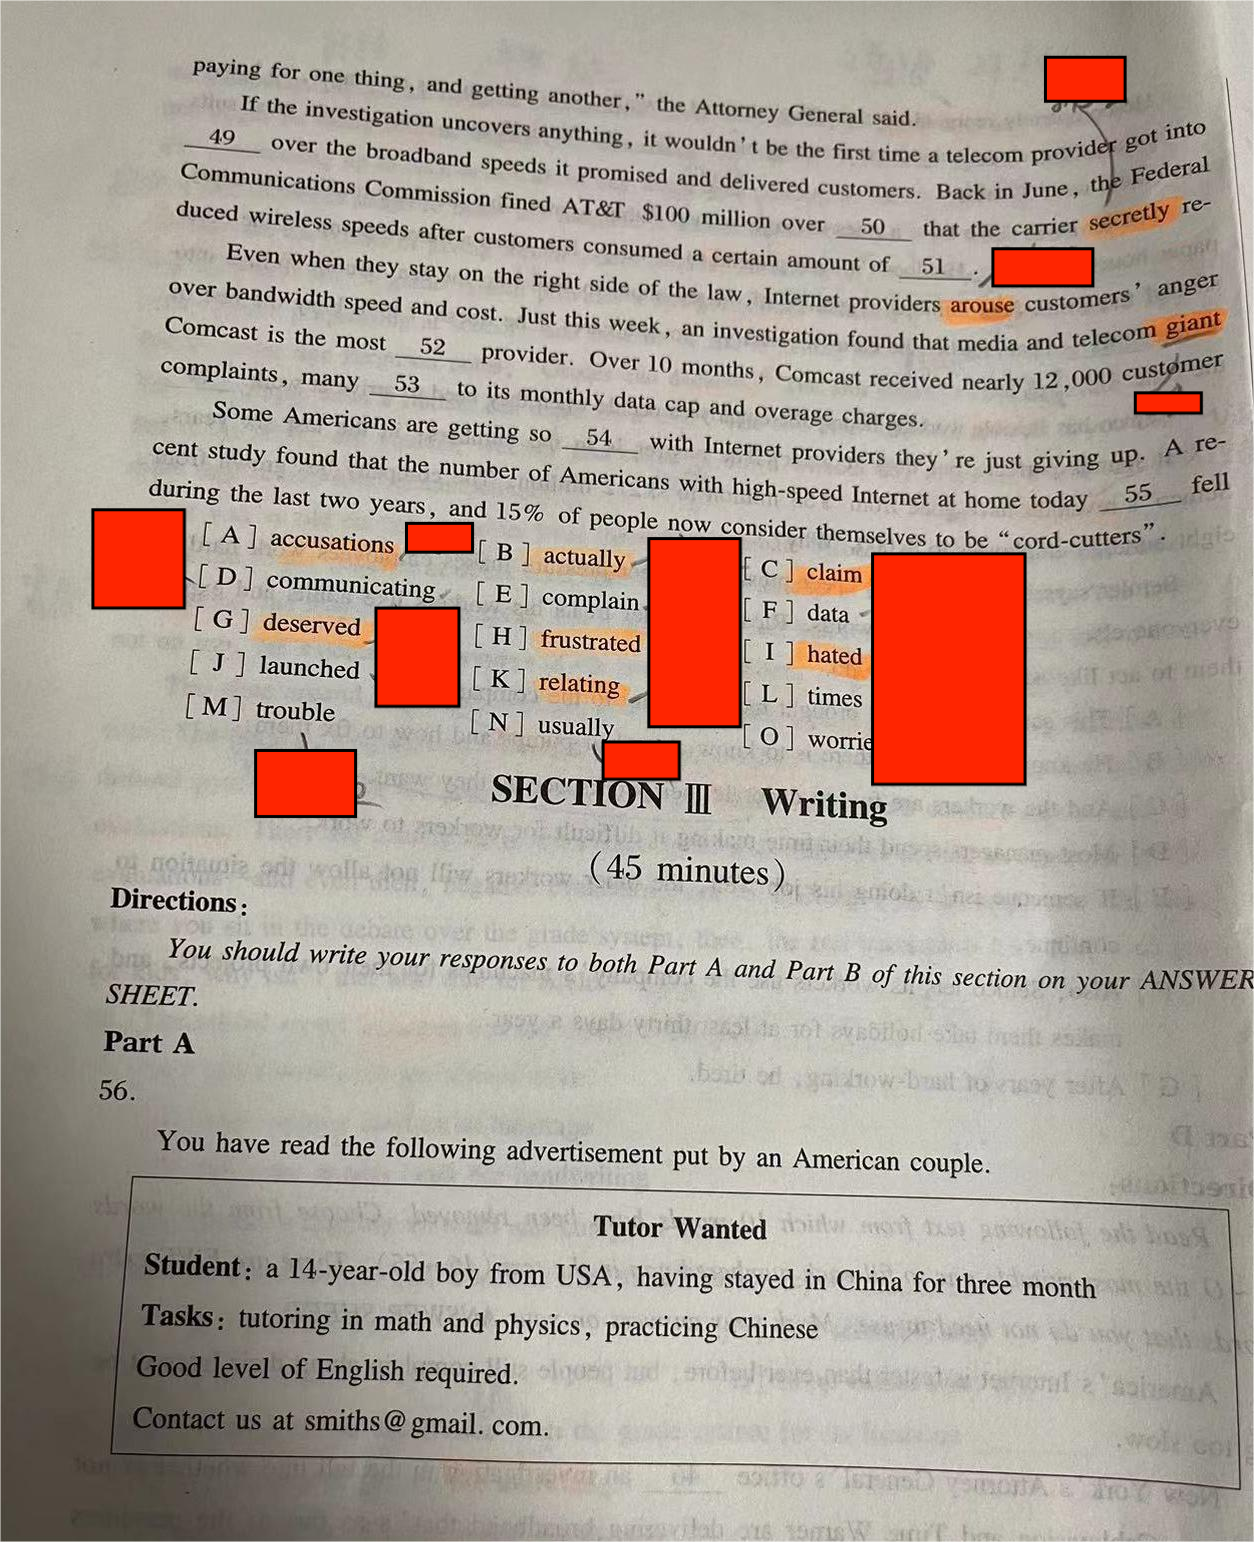 paying for one thing, and getting another," the Attorney General said.
If the investigation uncovers anything, it wouldn't be the first time a telecom provider got into
49 over the broadband speeds it promised and delivered customers. Back in June, the Federal
Communications Commission fined AT&T $100 million over 50 that the carrier secretly re-
duced wireless speeds after customers consumed a certain amount of 51 .
Even when they stay on the right side of the law, Internet providers arouse customers' anger
over bandwidth speed and cost. Just this week, an investigation found that media and telecom giant
Comcast is the most 52 provider. Over 10 months, Comcast received nearly 12,000 customer
complaints, many 53 to its monthly data cap and overage charges.
Some Americans are getting so 54 with Internet providers they're just giving up. A re-
cent study found that the number of Americans with high-speed Internet at home today 55 fell
during the last two years, and 15% of people now consider themselves to be "cord-cutters".
[A] accusations [B] actually [C] claim
[D] communicating [E] complain [F] data
[G] deserved [H] frustrated [I] hated
[J] launched [K] relating [L] times
[M] trouble [N] usually [O] worrie
SECTION Ⅲ Writing
(45 minutes)
Directions:
You should write your responses to both Part A and Part B of this section on your ANSWER
SHEET.
Part A
56.
You have read the following advertisement put by an American couple.
Tutor Wanted
Student: a 14-year-old boy from USA, having stayed in China for three month
Tasks: tutoring in math and physics, practicing Chinese
Good level of English required.
Contact us at smiths@gmail.com.